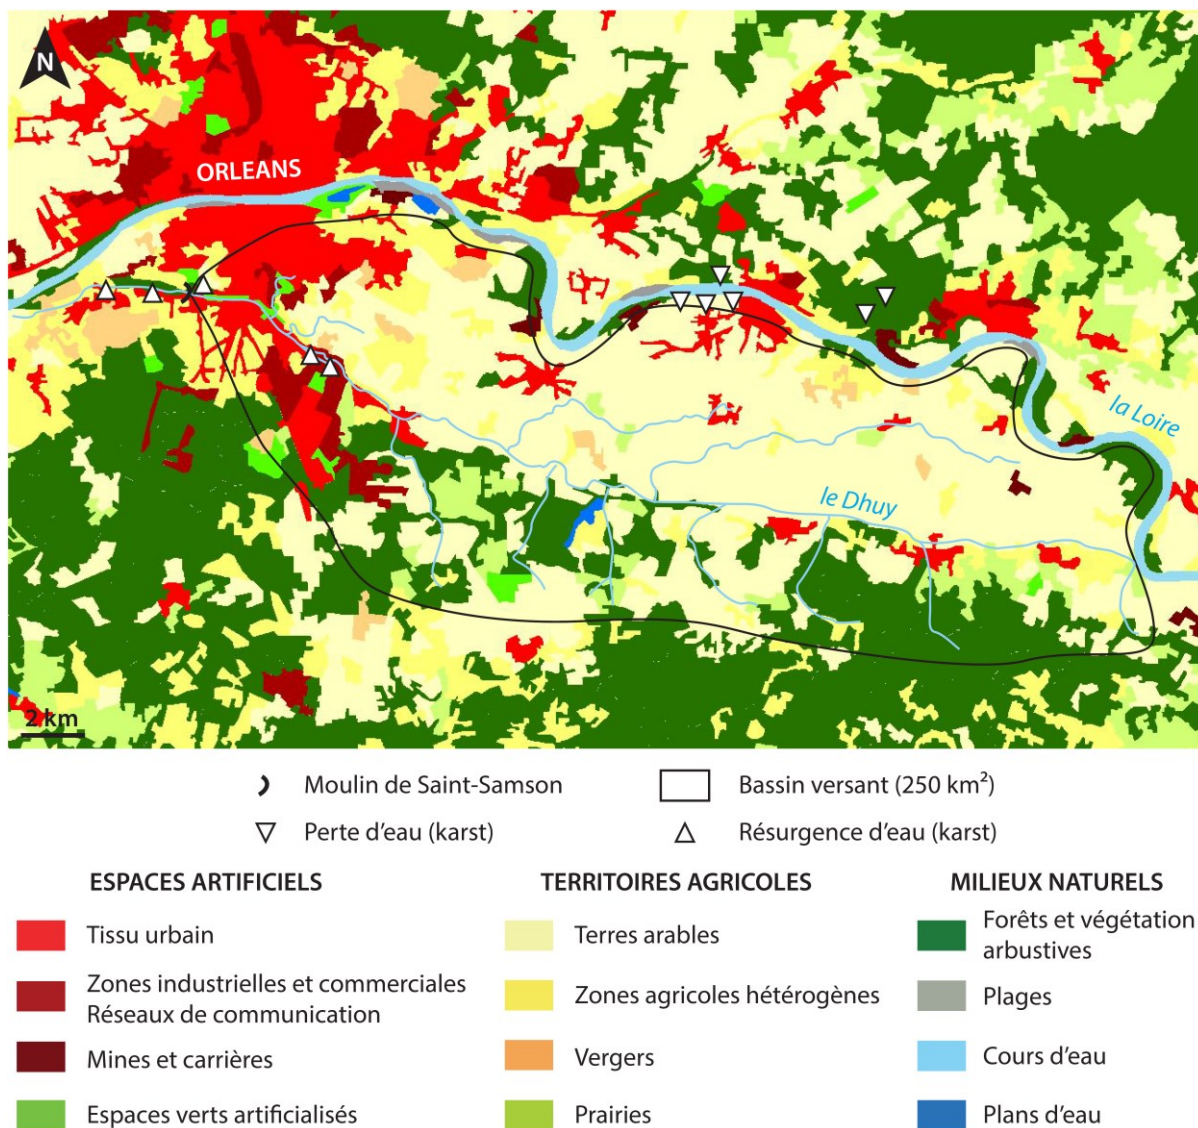 N
ORLEANS
la Loire
le Dhuy
2 km
Moulin de Saint-Samson
Bassin versant (250 km²)
Perte d'eau (karst)
Résurgence d'eau (karst)
ESPACES ARTIFICIELS
Tissu urbain
Zones industrielles et commerciales
Réseaux de communication
Mines et carrières
Espaces verts artificialisés
TERRITOIRES AGRICOLES
Terres arables
Zones agricoles hétérogènes
Vergers
Prairies
MILIEUX NATURELS
Forêts et végétation
arbustives
Plages
Cours d'eau
Plans d'eau